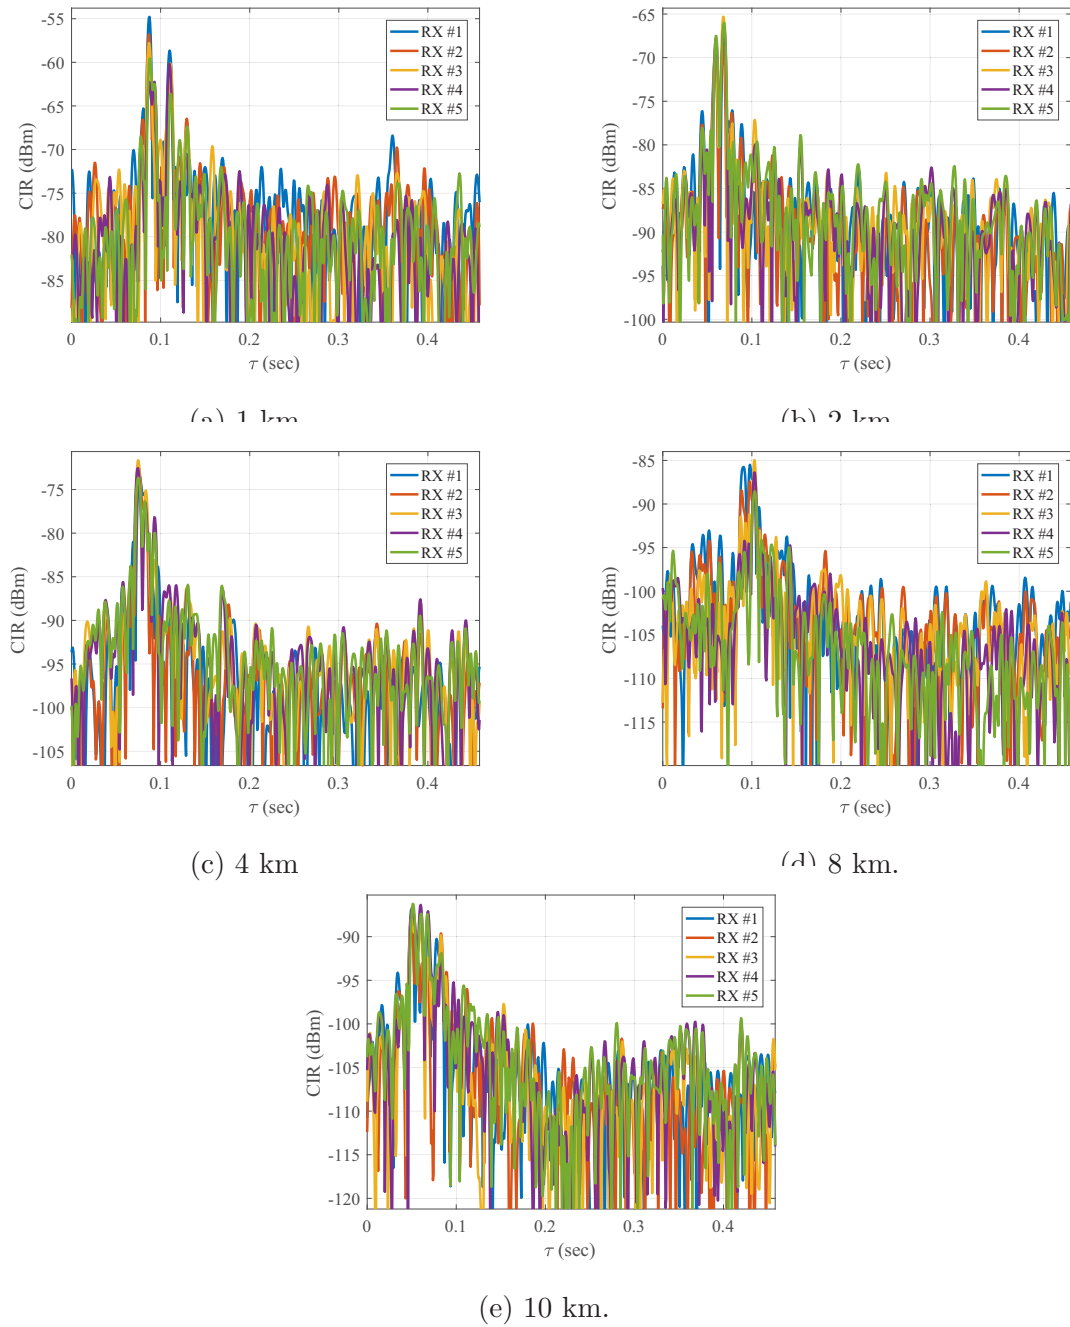 CIR (dBm)
-55
-60
-65
-70
-75
-80
-85
0 0.1 0.2 0.3 0.4
τ (sec)
RX #1
RX #2
RX #3
RX #4
RX #5
(a) 1 km
CIR (dBm)
-65
-70
-75
-80
-85
-90
-95
-100
0 0.1 0.2 0.3 0.4
τ (sec)
RX #1
RX #2
RX #3
RX #4
RX #5
(b) 2 km
CIR (dBm)
-75
-80
-85
-90
-95
-100
-105
0 0.1 0.2 0.3 0.4
τ (sec)
RX #1
RX #2
RX #3
RX #4
RX #5
(c) 4 km
CIR (dBm)
-85
-90
-95
-100
-105
-110
-115
0 0.1 0.2 0.3 0.4
τ (sec)
RX #1
RX #2
RX #3
RX #4
RX #5
(d) 8 km.
CIR (dBm)
-90
-95
-100
-105
-110
-115
-120
0 0.1 0.2 0.3 0.4
τ (sec)
RX #1
RX #2
RX #3
RX #4
RX #5
(e) 10 km.